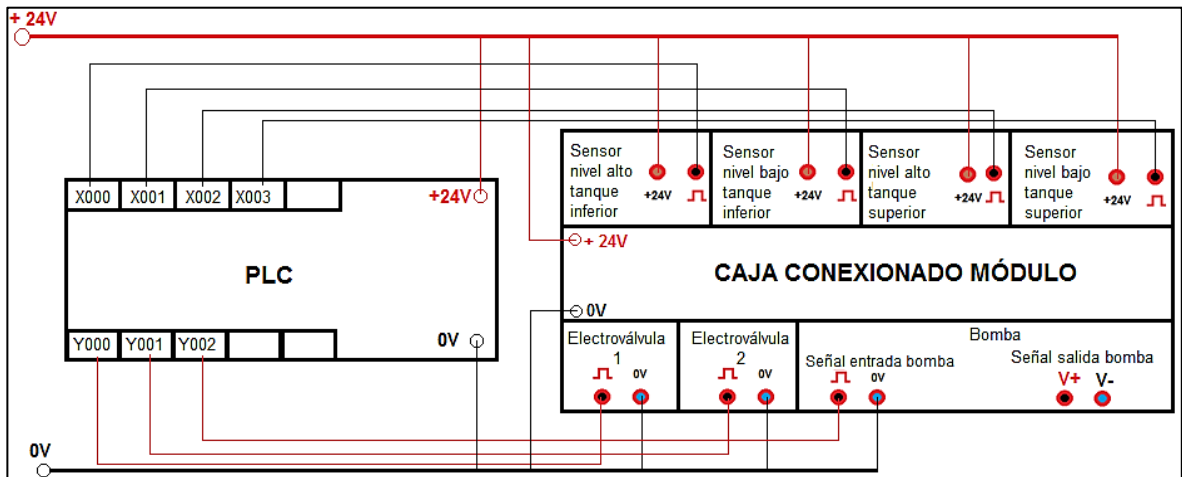 + 24V
X000 X001 X002 X003
+24V
PLC
Y000 Y001 Y002
0V
0V
Sensor
nivel alto
tanque
inferior
+24V
Sensor
nivel bajo
tanque
inferior
+24V
Sensor
nivel alto
tanque
superior
+24V
Sensor
nivel bajo
tanque
superior
+24V
+ 24V
CAJA CONEXIONADO MÓDULO
0V
Electroválvula
1
0V
Electroválvula
2
0V
Bomba
Señal entrada bomba
0V
Señal salida bomba
V+ V-